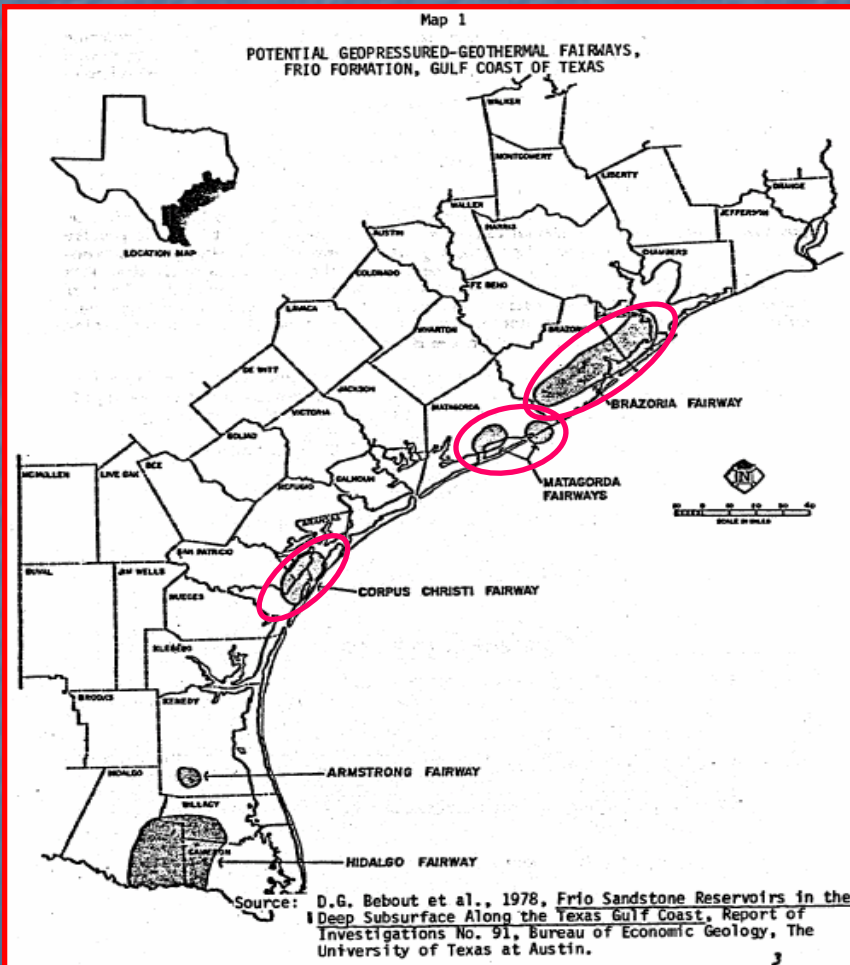 Map 1
POTENTIAL GEOPRESSURED-GEOTHERMAL FAIRWAYS,
FRIO FORMATION, GULF COAST OF TEXAS
WALKER
MONTGOMERY
LIBERTY
ORANGE
JEFFERSON
WALLER
HARRIS
CHAMBERS
AUSTIN
LOCATION MAP
COLORADO
LAVACA
WHARTON
BRAZORIA
DE WITT
JACKSON
MATAGORDA
BRAZORIA FAIRWAY
VICTORIA
GOLIAD
BEE
CALHOUN
MATAGORDA
FAIRWAYS
McMULLEN
LIVE OAK
REFUGIO
N
SCALE IN MILES
ARANSAS
SAN PATRICIO
DUVAL
JIM WELLS
NUECES
CORPUS CHRISTI FAIRWAY
KLEBERG
BROOKS
KENEDY
HIDALGO
ARMSTRONG FAIRWAY
WILLACY
CAMERON
HIDALGO FAIRWAY
Source: D.G. Bebout et al., 1978, Frio Sandstone Reservoirs in the
Deep Subsurface Along the Texas Gulf Coast, Report of
Investigations No. 91, Bureau of Economic Geology, The
University of Texas at Austin.
3